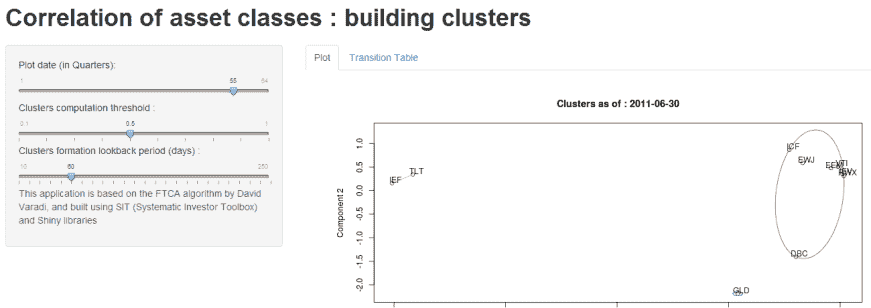 Correlation of asset classes : building clusters
Plot date (in Quarters):
1 55 64
Clusters computation threshold :
0.1 0.5 1
Clusters formation lookback period (days) :
10 60 253
This application is based on the FTCA algorithm by David
Varadi, and built using SIT (Systematic Investor Toolbox)
and Shiny libraries
Plot Transition Table
Clusters as of : 2011-06-30
Component 2
1.0
0.5
0.0
-0.5
-1.0
-1.5
-2.0
IEF
TLT
ICF
EWJ
VTI
DBC
GLD